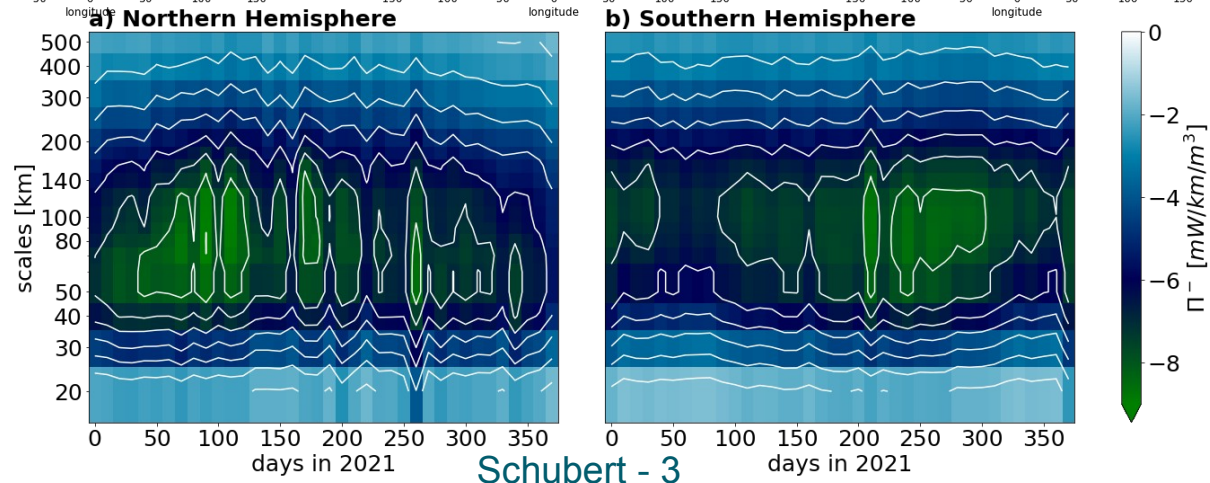 longitude longitude longitude
a) Northern Hemisphere b) Southern Hemisphere
500
400
300
200
140
100
80
50
40
30
20
scales [km]
0 50 100 150 200 250 300 350
days in 2021
0 50 100 150 200 250 300 350
days in 2021
0
−2
−4
−6
−8
Π⁻ [mW/km/m³]
Schubert - 3